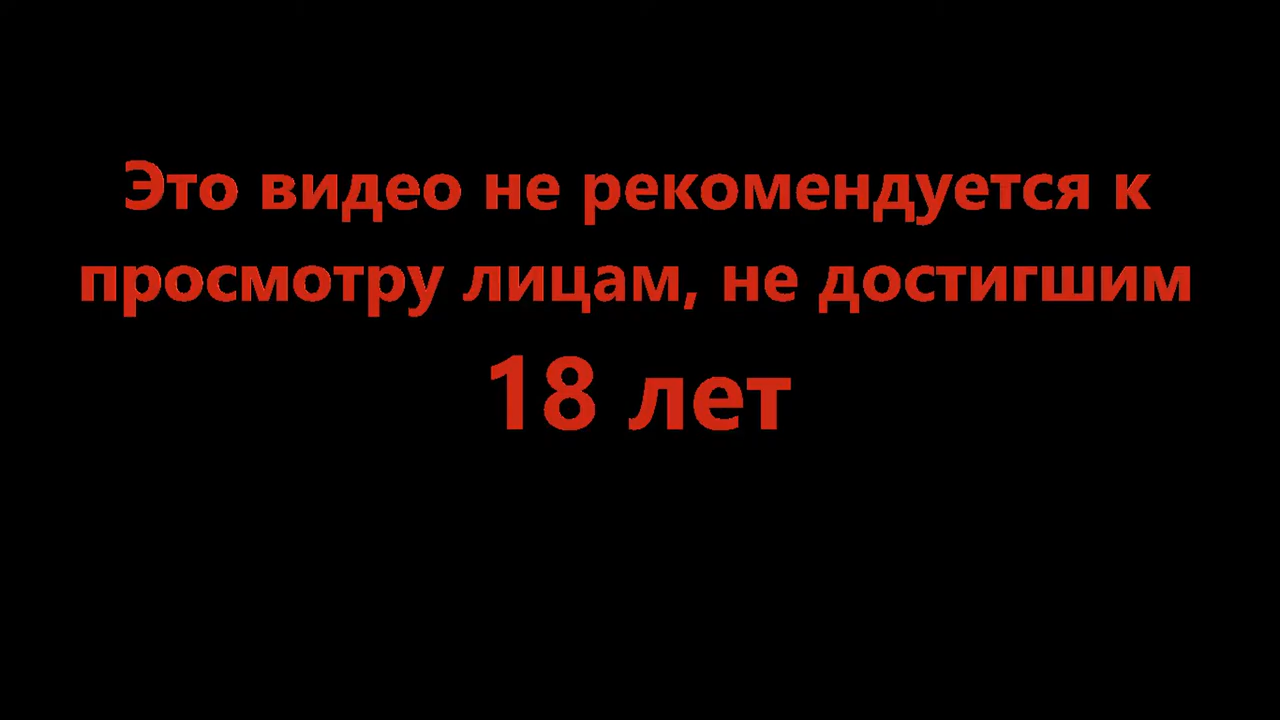 Это видео не рекомендуется к
просмотру лицам, не достигшим
18 лет